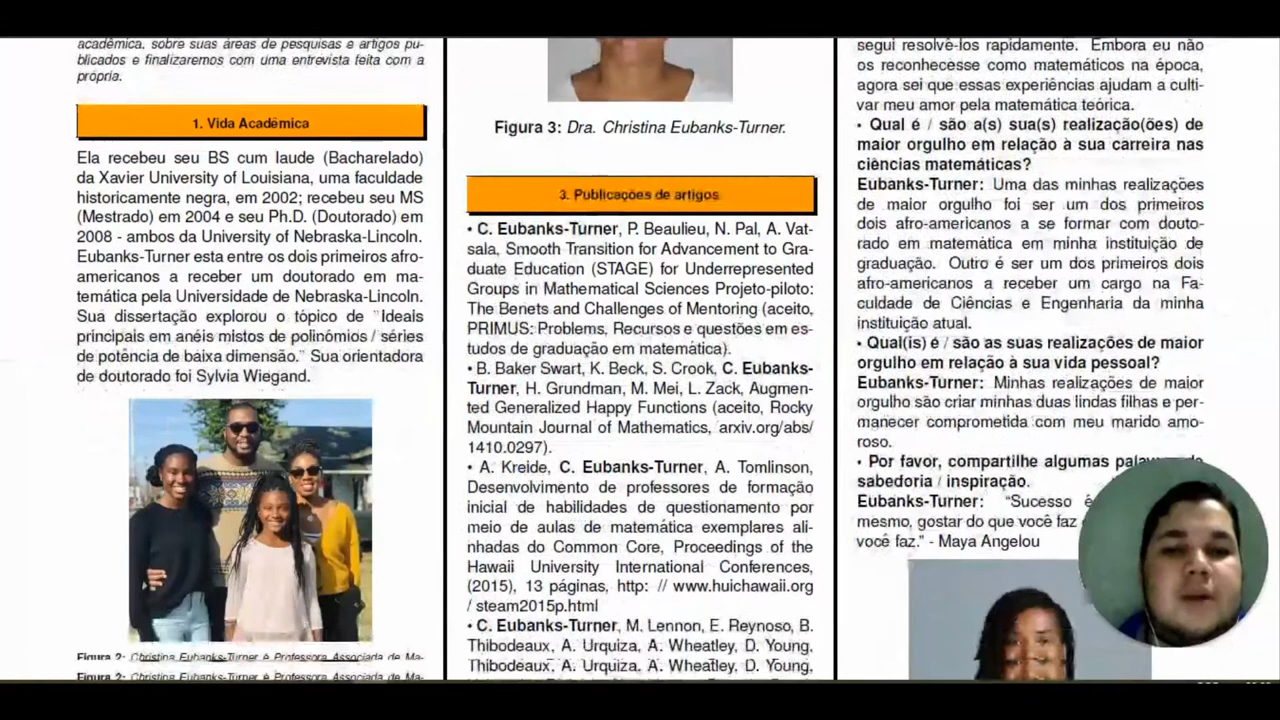 acadêmica, sobre suas áreas de pesquisas e artigos pu-
blicados e finalizaremos com uma entrevista feita com a
própria.
1. Vida Acadêmica
Ela recebeu seu BS cum laude (Bacharelado)
da Xavier University of Louisiana, uma faculdade
historicamente negra, em 2002; recebeu seu MS
(Mestrado) em 2004 e seu Ph.D. (Doutorado) em
2008 - ambos da University of Nebraska-Lincoln.
Eubanks-Turner esta entre os dois primeiros afro-
americanos a receber um doutorado em ma-
temática pela Universidade de Nebraska-Lincoln.
Sua dissertação explorou o tópico de ¨Ideais
principais em anéis mistos de polinómios / séries
de potência de baixa dimensão.¨ Sua orientadora
de doutorado foi Sylvia Wiegand.
Figura 2: Christina Eubanks-Turner é Professora Associada de Ma-
Figura 2: Christina Eubanks-Turner é Professora Associada de Ma-
Figura 3: Dra. Christina Eubanks-Turner.
3. Publicações de artigos
• C. Eubanks-Turner, P. Beaulieu, N. Pal, A. Vat-
sala, Smooth Transition for Advancement to Gra-
duate Education (STAGE) for Underrepresented
Groups in Mathematical Sciences Projeto-piloto:
The Benets and Challenges of Mentoring (aceito,
PRIMUS: Problems, Recursos e questões em es-
tudos de graduação em matemática).
• B. Baker Swart, K. Beck, S. Crook, C. Eubanks-
Turner, H. Grundman, M. Mei, L. Zack, Augmen-
ted Generalized Happy Functions (aceito, Rocky
Mountain Journal of Mathematics, arxiv.org/abs/
1410.0297).
• A. Kreide, C. Eubanks-Turner, A. Tomlinson,
Desenvolvimento de professores de formação
inicial de habilidades de questionamento por
meio de aulas de matemática exemplares ali-
nhadas do Common Core, Proceedings of the
Hawaii University International Conferences,
(2015), 13 páginas, http: // www.huichawaii.org
/ steam2015p.html
• C. Eubanks-Turner, M. Lennon, E. Reynoso, B.
Thibodeaux, A. Urquiza, A. Wheatley, D. Young,
Thibodeaux, A. Urquiza, A. Wheatley, D. Young,
segui resolvê-los rapidamente. Embora eu não
os reconhecesse como matemáticos na época,
agora sei que essas experiências ajudam a culti-
var meu amor pela matemática teórica.
• Qual é / são a(s) sua(s) realização(ões) de
maior orgulho em relação à sua carreira nas
ciências matemáticas?
Eubanks-Turner: Uma das minhas realizações
de maior orgulho foi ser um dos primeiros
dois afro-americanos a se formar com douto-
rado em matemática em minha instituição de
graduação. Outro é ser um dos primeiros dois
afro-americanos a receber um cargo na Fa-
culdade de Ciências e Engenharia da minha
instituição atual.
• Qual(is) é / são as suas realizações de maior
orgulho em relação à sua vida pessoal?
Eubanks-Turner: Minhas realizações de maior
orgulho são criar minhas duas lindas filhas e per-
manecer comprometida com meu marido amo-
roso.
• Por favor, compartilhe algumas
sabedoria / inspiração.
Eubanks-Turner: “Sucesso é
mesmo, gostar do que você faz
você faz.” - Maya Angelou